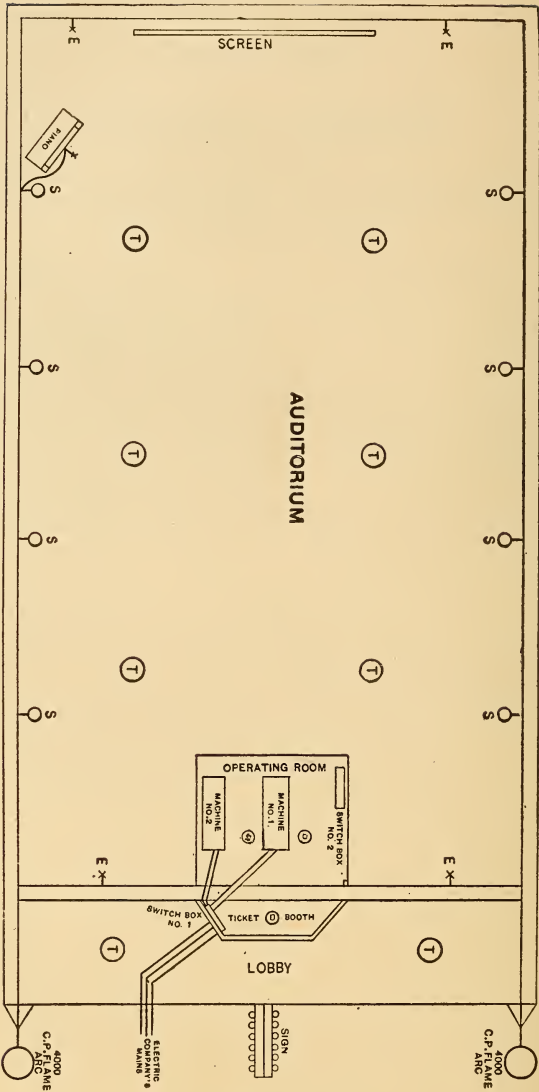 E
SCREEN
E
PIANO
S
S
T
T
S
S
AUDITORIUM
T
T
S
S
T
T
S
S
OPERATING ROOM
MACHINE
NO.2
MACHINE
NO.1.
D
SWITCH BOX
NO. 2
E
E
SWITCH BOX
NO. 1
TICKET D BOOTH
T
T
LOBBY
ELECTRIC
COMPANY'S
MAINS
SIGN
4000
C.P.FLAME
ARC
4000
C.P.FLAME
ARC